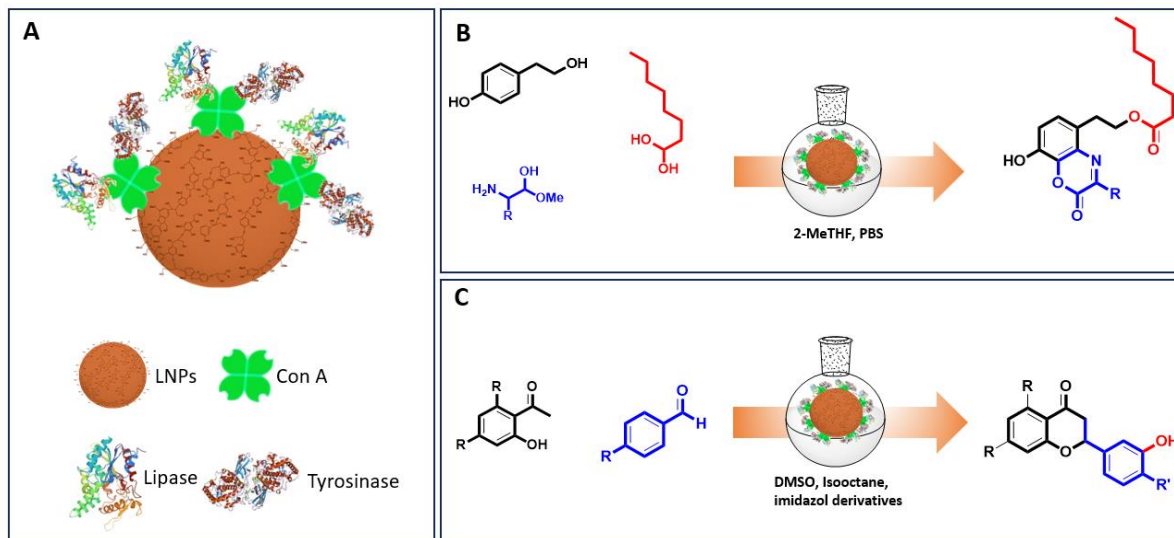 A
LNPs
Con A
Lipase
Tyrosinase
B
OH
HO
HO
OH
OH
H₂N
OMe
R
2-MeTHF, PBS
O
O
HO
N
O
R
O
C
R
O
R
OH
O
H
R
DMSO, Isooctane,
imidazol derivatives
R
O
R
O
OH
R'